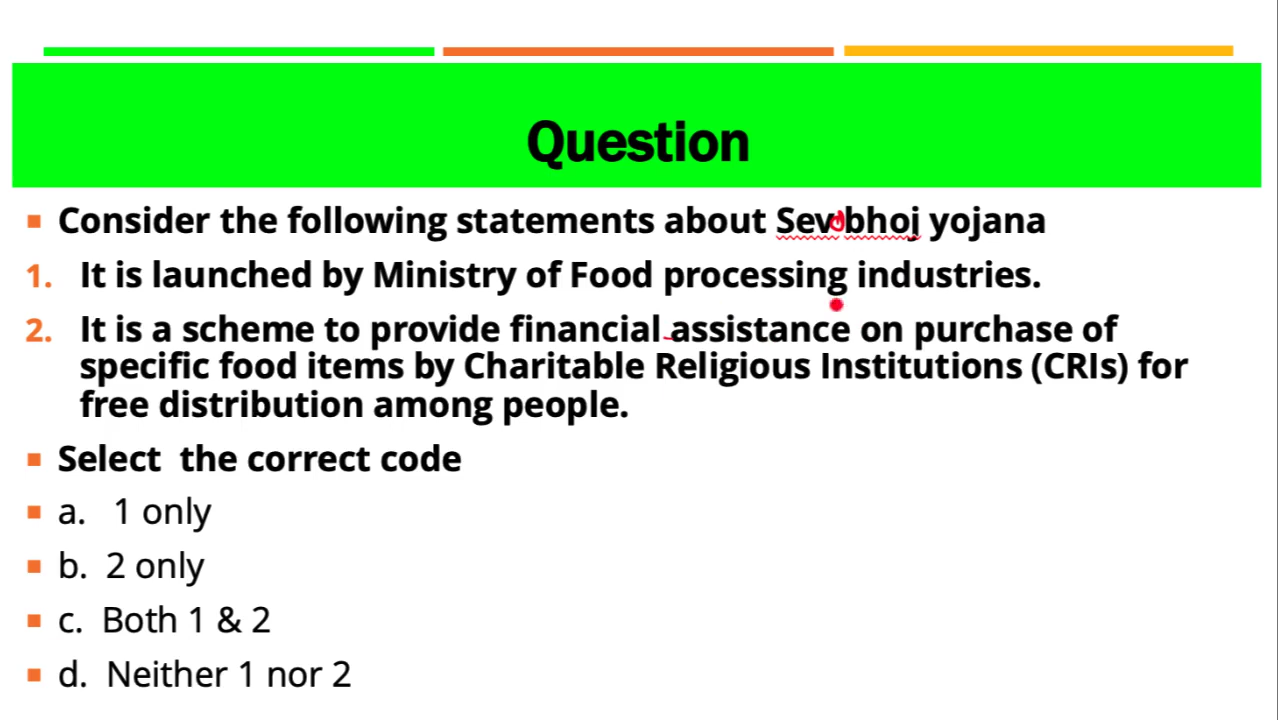 Question
Consider the following statements about Sev bhoj yojana
1. It is launched by Ministry of Food processing industries.
2. It is a scheme to provide financial assistance on purchase of
specific food items by Charitable Religious Institutions (CRIs) for
free distribution among people.
Select the correct code
a. 1 only
b. 2 only
c. Both 1 & 2
d. Neither 1 nor 2